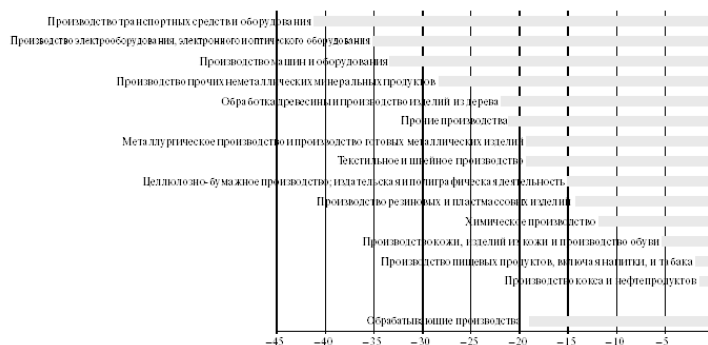 Производство транспортных средств и оборудования
Производство электрооборудования, электронного и оптического оборудования
Производство машин и оборудования
Производство прочих неметаллических минеральных продуктов
Обработка древесины и производство изделий из дерева
Прочие производства
Металлургическое производство и производство готовых металлических изделий
Текстильное и швейное производство
Целлюлозно-бумажное производство; издательская и полиграфическая деятельность
Производство резиновых и пластмассовых изделий
Химическое производство
Производство кожи, изделий из кожи и производство обуви
Производство пищевых продуктов, включая напитки, и табака
Производство кокса и нефтепродуктов
Обрабатывающие производства
−45 −40 −35 −30 −25 −20 −15 −10 −5